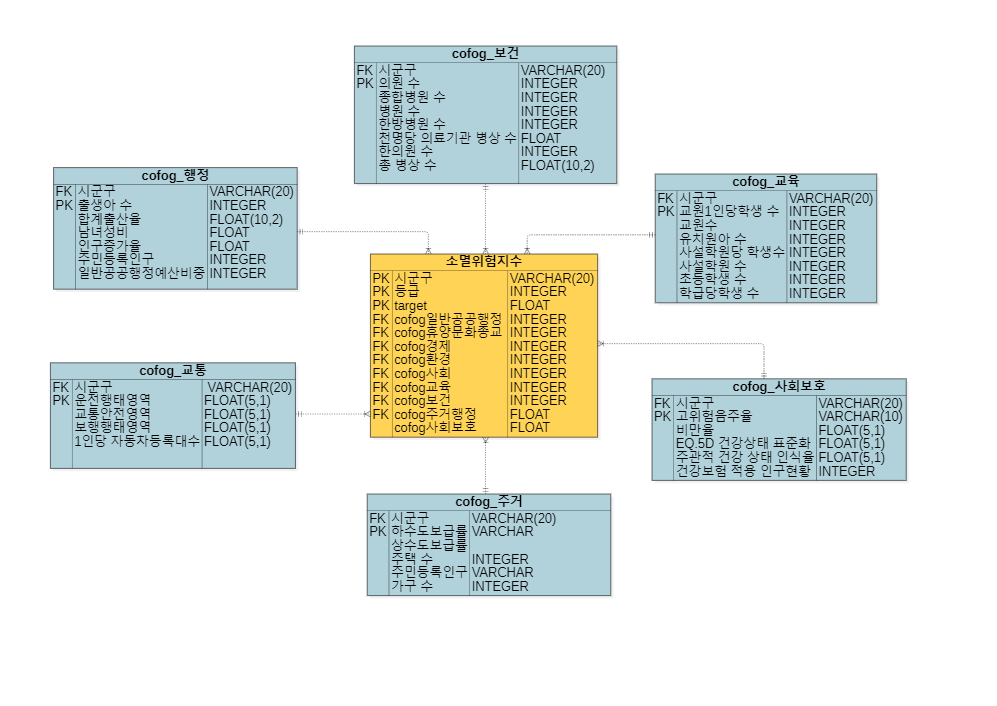 cofog_보건
FK 시군구 VARCHAR(20)
PK 의원 수 INTEGER
종합병원 수 INTEGER
병원 수 INTEGER
한방병원 수 INTEGER
천명당 의료기관 병상 수 FLOAT
한의원 수 INTEGER
총 병상 수 FLOAT(10,2)
cofog_행정
FK 시군구 VARCHAR(20)
PK 출생아 수 INTEGER
합계출산율 FLOAT(10,2)
남녀성비 FLOAT
인구증가율 FLOAT
주민등록인구 INTEGER
일반공공행정예산비중 INTEGER
cofog_교육
FK 시군구 VARCHAR(20)
PK 교원1인당학생 수 INTEGER
교원수 INTEGER
유치원아 수 INTEGER
사설학원당 학생수 INTEGER
사설학원 수 INTEGER
초등학생 수 INTEGER
학급당학생 수 INTEGER
소멸위험지수
PK 시군구 VARCHAR(20)
PK 등급 INTEGER
PK target FLOAT
FK cofog일반공공행정 INTEGER
FK cofog휴양문화종교 INTEGER
FK cofog경제 INTEGER
FK cofog환경 INTEGER
FK cofog사회 INTEGER
FK cofog교육 INTEGER
FK cofog보건 INTEGER
FK cofog주거행정 FLOAT
cofog사회보호 FLOAT
cofog_교통
FK 시군구 VARCHAR(20)
PK 운전행태영역 FLOAT(5,1)
교통안전영역 FLOAT(5,1)
보행행태영역 FLOAT(5,1)
1인당 자동차등록대수 FLOAT(5,1)
cofog_사회보호
FK 시군구 VARCHAR(20)
PK 고위험음주율 VARCHAR(10)
비만율 FLOAT(5,1)
EQ.5D 건강상태 표준화 FLOAT(5,1)
주관적 건강 상태 인식율 FLOAT(5,1)
건강보험 적용 인구현황 INTEGER
cofog_주거
FK 시군구 VARCHAR(20)
PK 하수도보급률 VARCHAR
상수도보급률
주택 수 INTEGER
주민등록인구 VARCHAR
가구 수 INTEGER